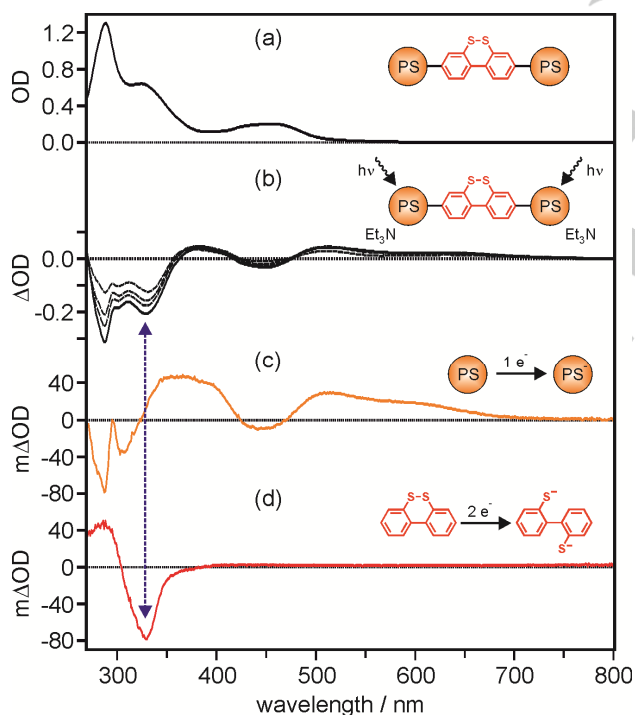 (a)
PS S-S PS
1.2
0.8
0.4
0.0
OD
(b)
hν hν
PS S-S PS
Et₃N Et₃N
0.0
-0.2
ΔOD
(c)
PS 1 e⁻ PS⁻
40
0
-40
-80
mΔOD
(d)
S-S 2 e⁻ S⁻
S⁻
40
0
-40
-80
mΔOD
300 400 500 600 700 800
wavelength / nm